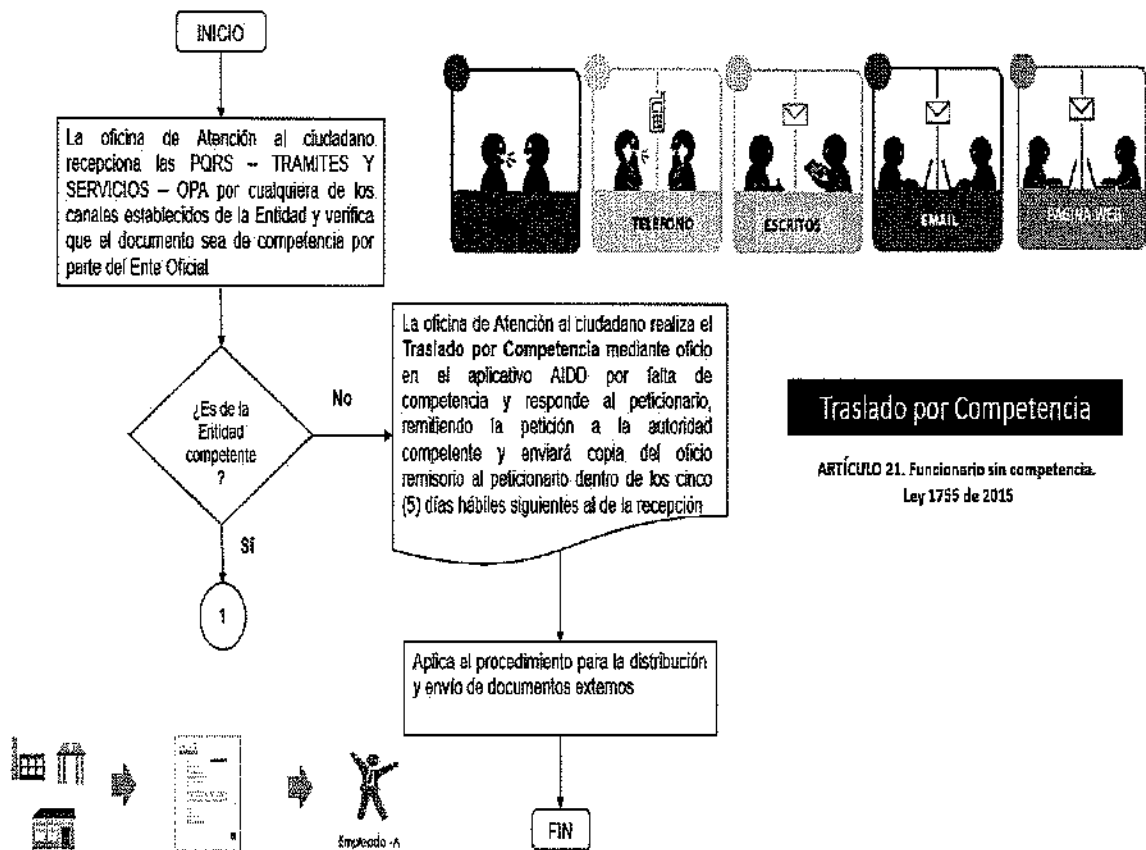 INICIO
La oficina de Atención al ciudadano
recepciona las PQRS – TRAMITES Y
SERVICIOS – OPA por cualquiera de los
canales establecidos de la Entidad y verifica
que el documento sea de competencia por
parte del Ente Oficial
TELEFONO
ESCRITOS
EMAIL
PAGINA WEB
La oficina de Atención al ciudadano realiza el
Traslado por Competencia mediante oficio
en el aplicativo AIDD por falta de
competencia y responde al peticionario,
remitiendo la petición a la autoridad
competente y enviará copia del oficio
remisorio al peticionario dentro de los cinco
(5) días hábiles siguientes al de la recepción
¿Es de la
Entidad
competente
?
No
Sí
1
Traslado por Competencia
ARTÍCULO 21. Funcionario sin competencia.
Ley 1755 de 2015
Aplica el procedimiento para la distribución
y envío de documentos externos
Empleado -A
FIN